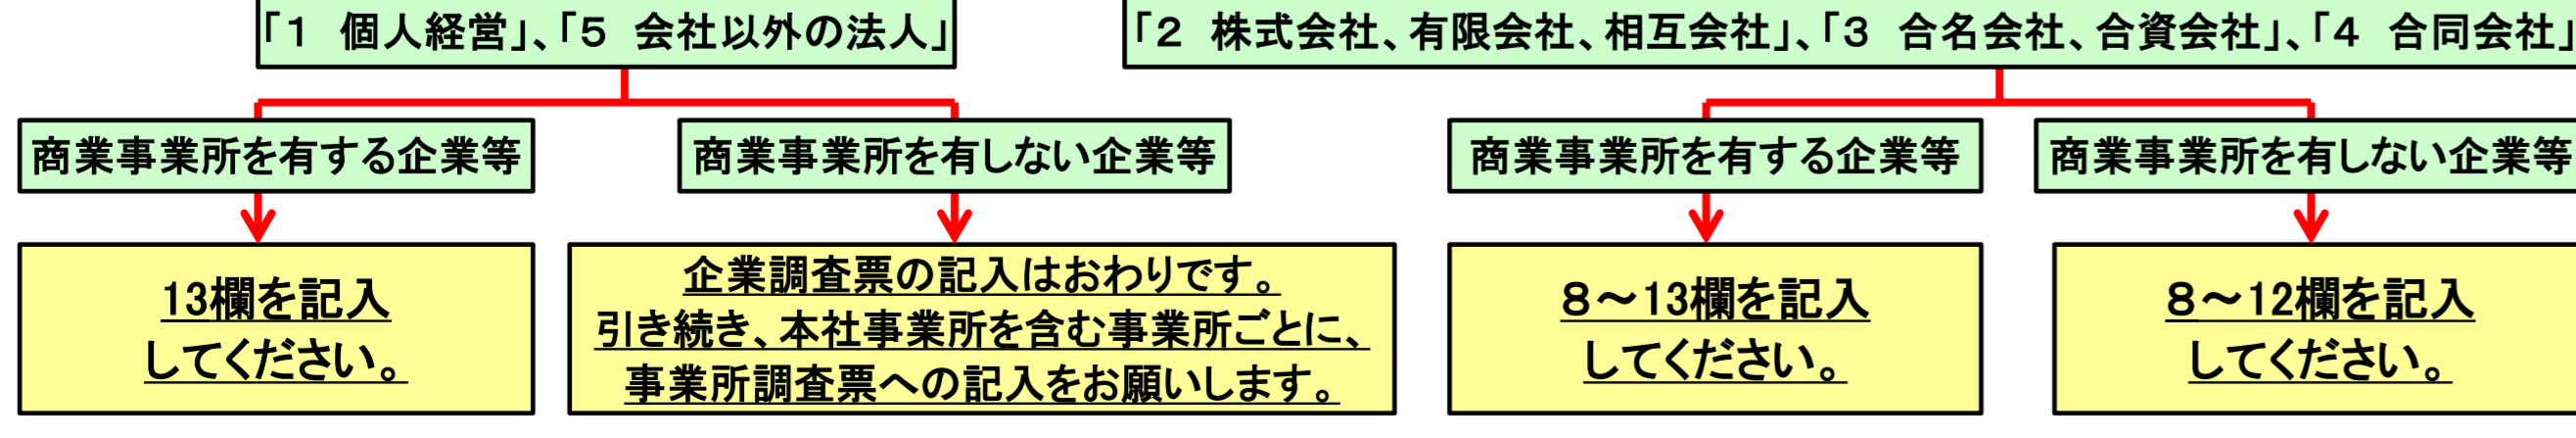 「１　個人経営」、「５　会社以外の法人」
「２　株式会社、有限会社、相互会社」、「３　合名会社、合資会社」、「４　合同会社」
商業事業所を有する企業等
商業事業所を有しない企業等
商業事業所を有する企業等
商業事業所を有しない企業等
13欄を記入
してください。
企業調査票の記入はおわりです。
引き続き、本社事業所を含む事業所ごとに、
事業所調査票への記入をお願いします。
８～13欄を記入
してください。
８～12欄を記入
してください。